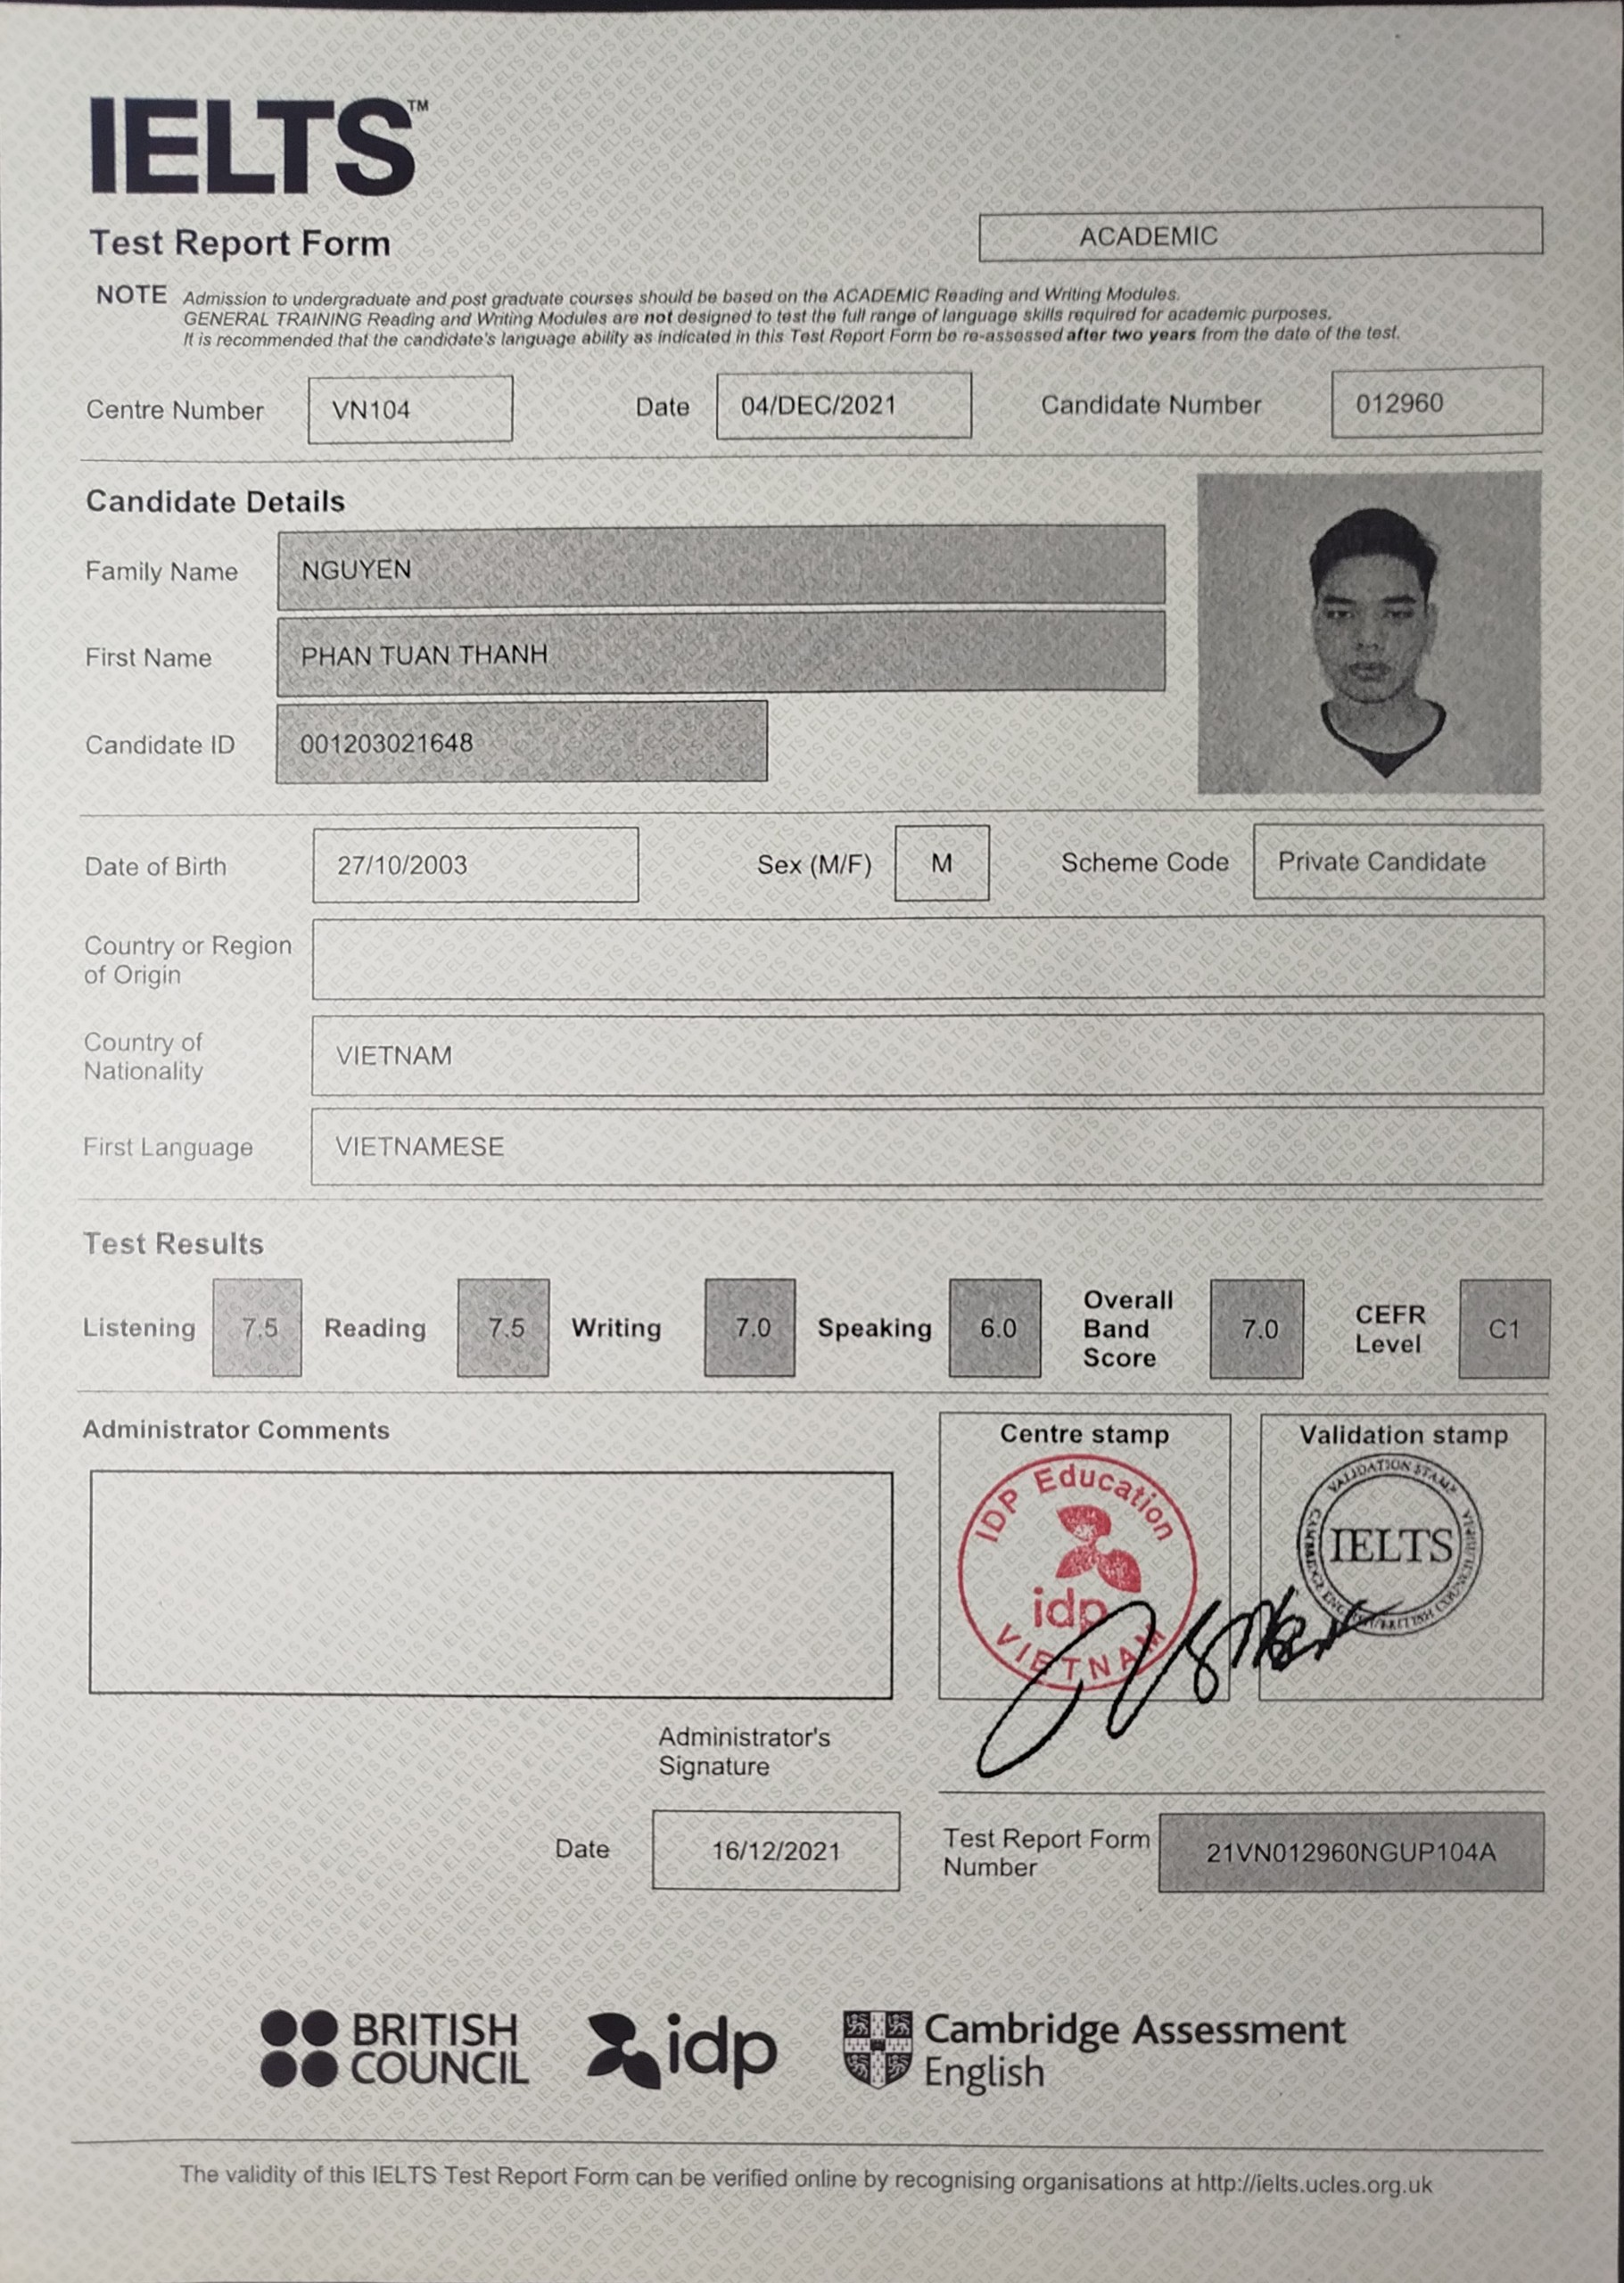 IELTS™
Test Report Form
ACADEMIC
NOTE Admission to undergraduate and post graduate courses should be based on the ACADEMIC Reading and Writing Modules.
GENERAL TRAINING Reading and Writing Modules are not designed to test the full range of language skills required for academic purposes.
It is recommended that the candidate's language ability as indicated in this Test Report Form be re-assessed after two years from the date of the test.
Centre Number VN104 Date 04/DEC/2021 Candidate Number 012960
Candidate Details
Family Name NGUYEN
First Name PHAN TUAN THANH
Candidate ID 001203021648
Date of Birth 27/10/2003 Sex (M/F) M Scheme Code Private Candidate
Country or Region
of Origin
Country of
Nationality
VIETNAM
First Language VIETNAMESE
Test Results
Listening 7.5 Reading 7.5 Writing 7.0 Speaking 6.0 Overall Band Score 7.0 CEFR Level C1
Administrator Comments
Centre stamp
IDP Education
idp
VIETNAM
Validation stamp
VALIDATION STAMP
IELTS
Administrator's
Signature
Date 16/12/2021
Test Report Form
Number
21VN012960NGUP104A
BRITISH
COUNCIL
idp
Cambridge Assessment
English
The validity of this IELTS Test Report Form can be verified online by recognising organisations at http://ielts.ucles.org.uk